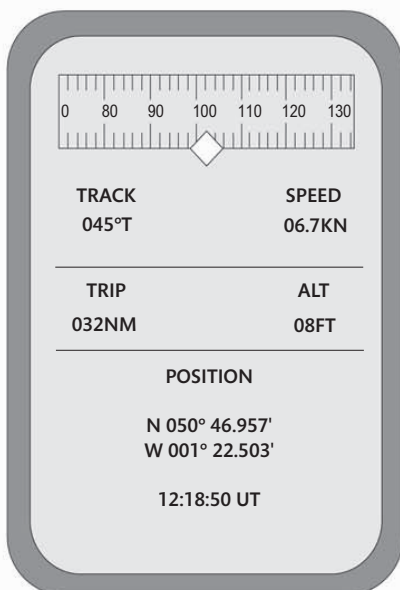 0 80 90 100 110 120 130
TRACK SPEED
045°T 06.7KN
TRIP ALT
032NM 08FT
POSITION
N 050° 46.957'
W 001° 22.503'
12:18:50 UT